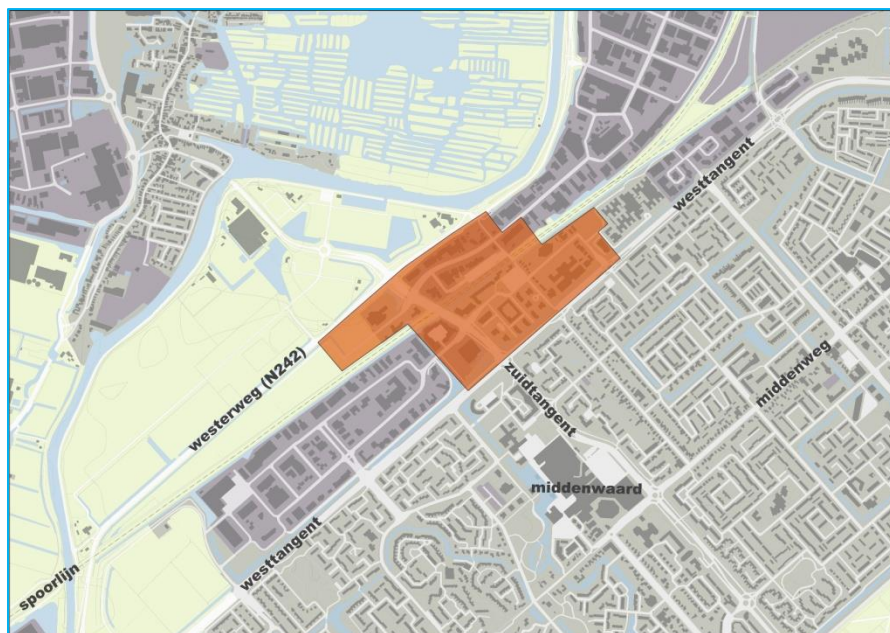 westtangent
westerweg (N242)
zuidtangent
middenweg
middenwaard
westtangent
spoorlijn